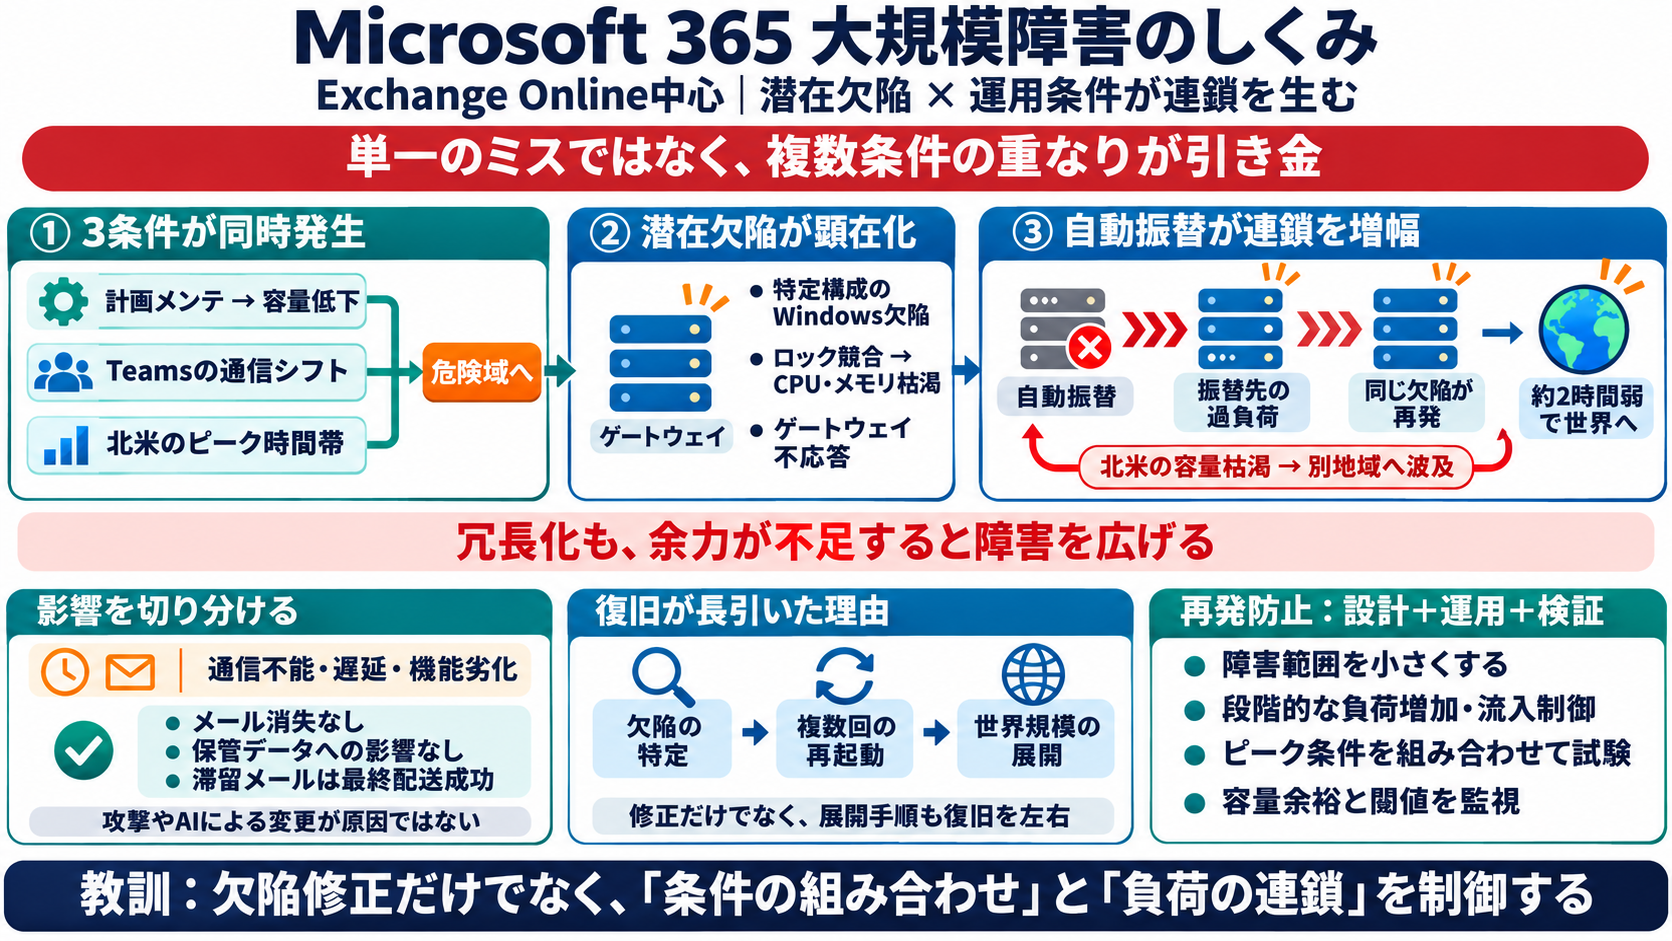 Microsoft 365 大規模障害のしくみ
Exchange Online中心｜潜在欠陥 × 運用条件が連鎖を生む
単一のミスではなく、複数条件の重なりが引き金
① 3条件が同時発生
計画メンテ → 容量低下
Teamsの通信シフト
北米のピーク時間帯
危険域へ
② 潜在欠陥が顕在化
ゲートウェイ
● 特定構成の
Windows欠陥
● ロック競合 →
CPU・メモリ枯渇
● ゲートウェイ
不応答
③ 自動振替が連鎖を増幅
自動振替
振替先の
過負荷
同じ欠陥が
再発
約2時間弱
で世界へ
北米の容量枯渇 → 別地域へ波及
冗長化も、余力が不足すると障害を広げる
影響を切り分ける
通信不能・遅延・機能劣化
● メール消失なし
● 保管データへの影響なし
● 滞留メールは最終配送成功
攻撃やAIによる変更が原因ではない
復旧が長引いた理由
欠陥の
特定
複数回の
再起動
世界規模の
展開
修正だけでなく、展開手順も復旧を左右
再発防止：設計＋運用＋検証
● 障害範囲を小さくする
● 段階的な負荷増加・流入制御
● ピーク条件を組み合わせて試験
● 容量余裕と閾値を監視
教訓：欠陥修正だけでなく、「条件の組み合わせ」と「負荷の連鎖」を制御する